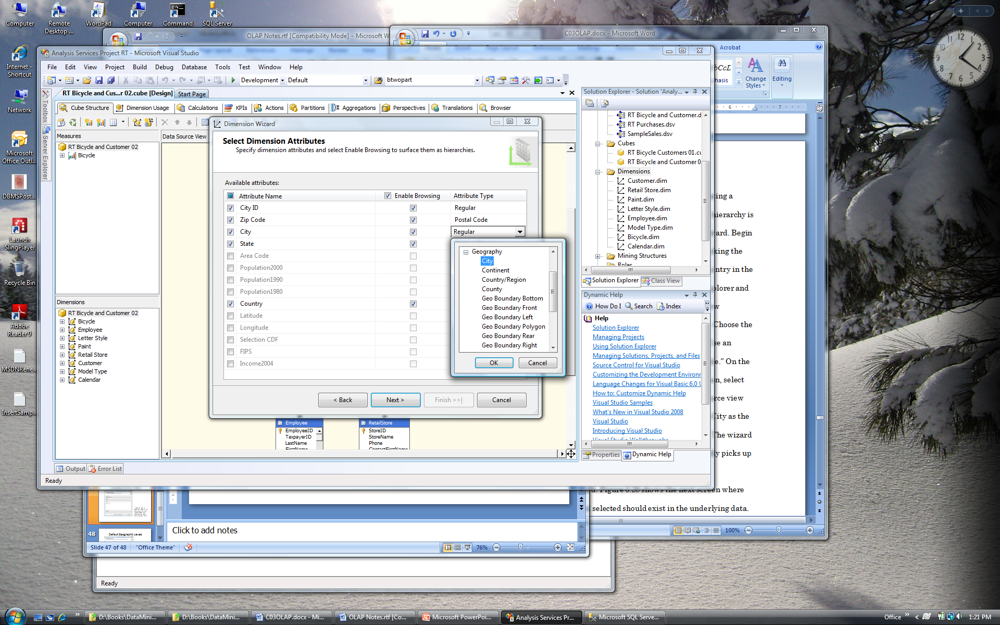 Computer
Remote Desktop ...
WordPad
Computer
Command
SQL Server
Internet - Shortcut
Network
Microsoft Office Outl...
DBMSPost...
Launch SlingPlayer
Recycle Bin
Adobe Reader 9
MSDNRene...
InsertSamp...
OLAP Notes.rtf [Compatibility Mode] - Microsoft W
C03OLAP.docx - Microsoft Word
Acrobat
Change Styles
Editing
Analysis Services Project RT - Microsoft Visual Studio
File Edit View Project Build Debug Database Tools Test Window Help
Development Default btwopart
RT Bicycle and Cus...r 02.cube [Design] Start Page
Cube Structure Dimension Usage Calculations KPIs Actions Partitions Aggregations Perspectives Translations Browser
Toolbox
Server Explorer
Measures
RT Bicycle and Customer 02
Bicycle
Data Source View
Dimensions
RT Bicycle and Customer 02
Bicycle
Employee
Letter Style
Paint
Retail Store
Customer
Model Type
Calendar
Dimension Wizard
Select Dimension Attributes
Specify dimension attributes and select Enable Browsing to surface them as hierarchies.
Available attributes:
Attribute Name Enable Browsing Attribute Type
City ID Regular
Zip Code Postal Code
City Regular
State
Area Code
Population2000
Population1990
Population1980
Country
Latitude
Longitude
Selection CDF
FIPS
Income2004
Geography
City
Continent
Country/Region
County
Geo Boundary Bottom
Geo Boundary Front
Geo Boundary Left
Geo Boundary Polygon
Geo Boundary Rear
Geo Boundary Right
OK Cancel
< Back Next > Finish >>| Cancel
Employee
EmployeeID
TaxpayerID
LastName
FirstName
RetailStore
StoreID
StoreName
Phone
ContactFirstName
Solution Explorer - Solution 'Analy...
RT Bicycle and Customer.d
RT Purchases.dsv
SampleSales.dsv
Cubes
RT Bicycle Customers 01.cu
RT Bicycle and Customer 0
Dimensions
Customer.dim
Retail Store.dim
Paint.dim
Letter Style.dim
Employee.dim
Model Type.dim
Bicycle.dim
Calendar.dim
Mining Structures
Roles
Solution Explorer Class View
Dynamic Help
How Do I Search Index
Help
Solution Explorer
Managing Projects
Using Solution Explorer
Managing Solutions, Projects, and Files
Source Control for Visual Studio
Customizing the Development Environr
Language Changes for Visual Basic 6.0 U
How to: Customize Dynamic Help
Visual Studio Samples
What's New in Visual Studio 2008
Visual Studio
Introducing Visual Studio
Visual Studio Walkthroughs
Properties Dynamic Help
Output Error List
Ready
ting a
hierarchy is
ard. Begin
king the
ntry in the
plorer and
w
Choose the
se an
e.” On the
n, select
rce view
City as the
The wizard
ly picks up
d. Figure 3.26 shows the next screen where
selected should exist in the underlying data.
100%
48
Default Geographic Levels
Click to add notes
Slide 47 of 48 "Office Theme" 76%
Ready
D:\Books\DataMini...
D:\Books\DataMini...
C03OLAP.docx - Mi...
OLAP Notes.rtf [Co...
Microsoft PowerPoi...
Analysis Services Pr...
Microsoft SQL Serve...
Office
1:21 PM